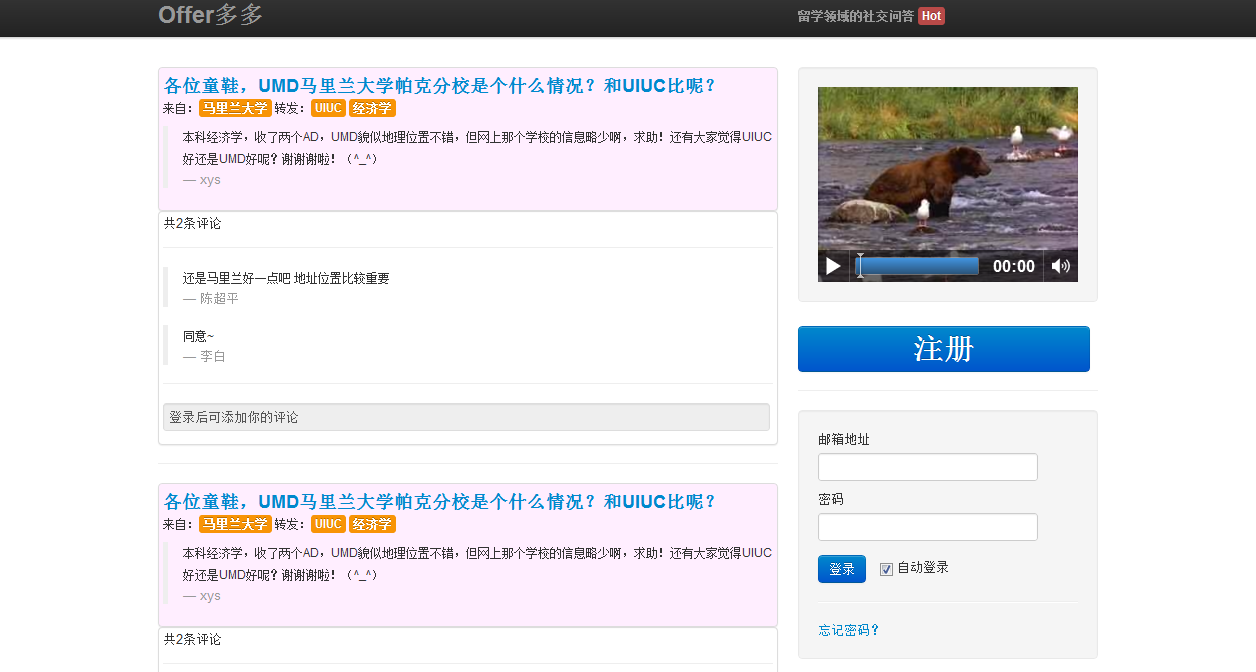 Offer多多
留学领域的社交问答 Hot
各位童鞋，UMD马里兰大学帕克分校是个什么情况？和UIUC比呢？
来自：马里兰大学 转发：UIUC 经济学
本科经济学，收了两个AD，UMD貌似地理位置不错，但网上那个学校的信息略少啊，求助！还有大家觉得UIUC
好还是UMD好呢？谢谢谢啦！（^_^）
— xys
共2条评论
还是马里兰好一点吧 地址位置比较重要
— 陈超平
同意~
— 李白
登录后可添加你的评论
各位童鞋，UMD马里兰大学帕克分校是个什么情况？和UIUC比呢？
来自：马里兰大学 转发：UIUC 经济学
本科经济学，收了两个AD，UMD貌似地理位置不错，但网上那个学校的信息略少啊，求助！还有大家觉得UIUC
好还是UMD好呢？谢谢谢啦！（^_^）
— xys
共2条评论
00:00
注册
邮箱地址
密码
登录 自动登录
忘记密码？